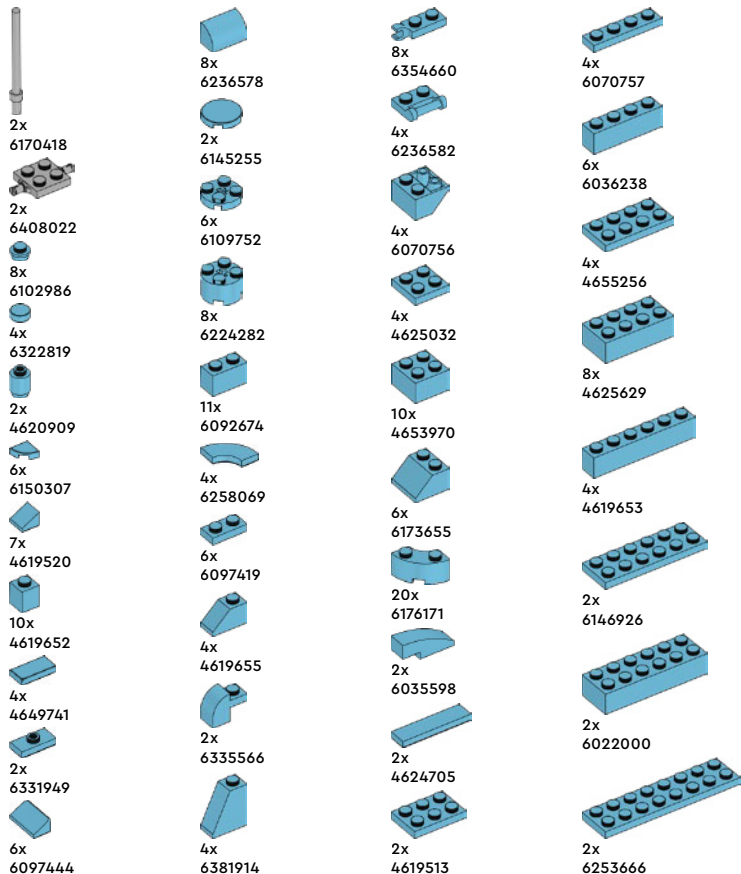 2x
6170418
2x
6408022
8x
6102986
4x
6322819
2x
4620909
6x
6150307
7x
4619520
10x
4619652
4x
4649741
2x
6331949
6x
6097444
8x
6236578
2x
6145255
6x
6109752
8x
6224282
11x
6092674
4x
6258069
6x
6097419
4x
4619655
2x
6335566
4x
6381914
8x
6354660
4x
6236582
4x
6070756
4x
4625032
10x
4653970
6x
6173655
20x
6176171
2x
6035598
2x
4624705
2x
4619513
4x
6070757
6x
6036238
4x
4655256
8x
4625629
4x
4619653
2x
6146926
2x
6022000
2x
6253666